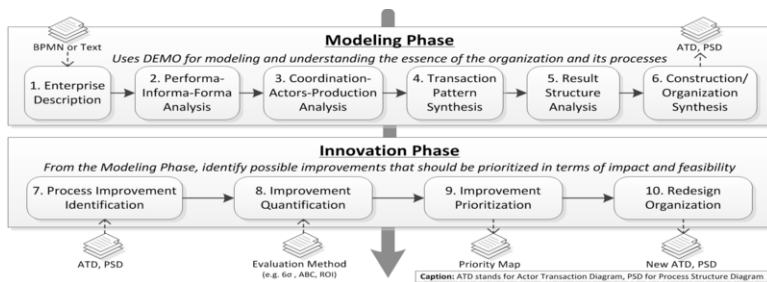 BPMN or Text
Modeling Phase
ATD, PSD
Uses DEMO for modeling and understanding the essence of the organization and its processes
1. Enterprise
Description
2. Performa-
Informa-Forma
Analysis
3. Coordination-
Actors-Production
Analysis
4. Transaction
Pattern
Synthesis
5. Result
Structure
Analysis
6. Construction/
Organization
Synthesis
Innovation Phase
From the Modeling Phase, identify possible improvements that should be prioritized in terms of impact and feasibility
7. Process Improvement
Identification
8. Improvement
Quantification
9. Improvement
Prioritization
10. Redesign
Organization
ATD, PSD
Evaluation Method
(e.g. 6σ , ABC, ROI)
Priority Map
New ATD, PSD
Caption: ATD stands for Actor Transaction Diagram, PSD for Process Structure Diagram